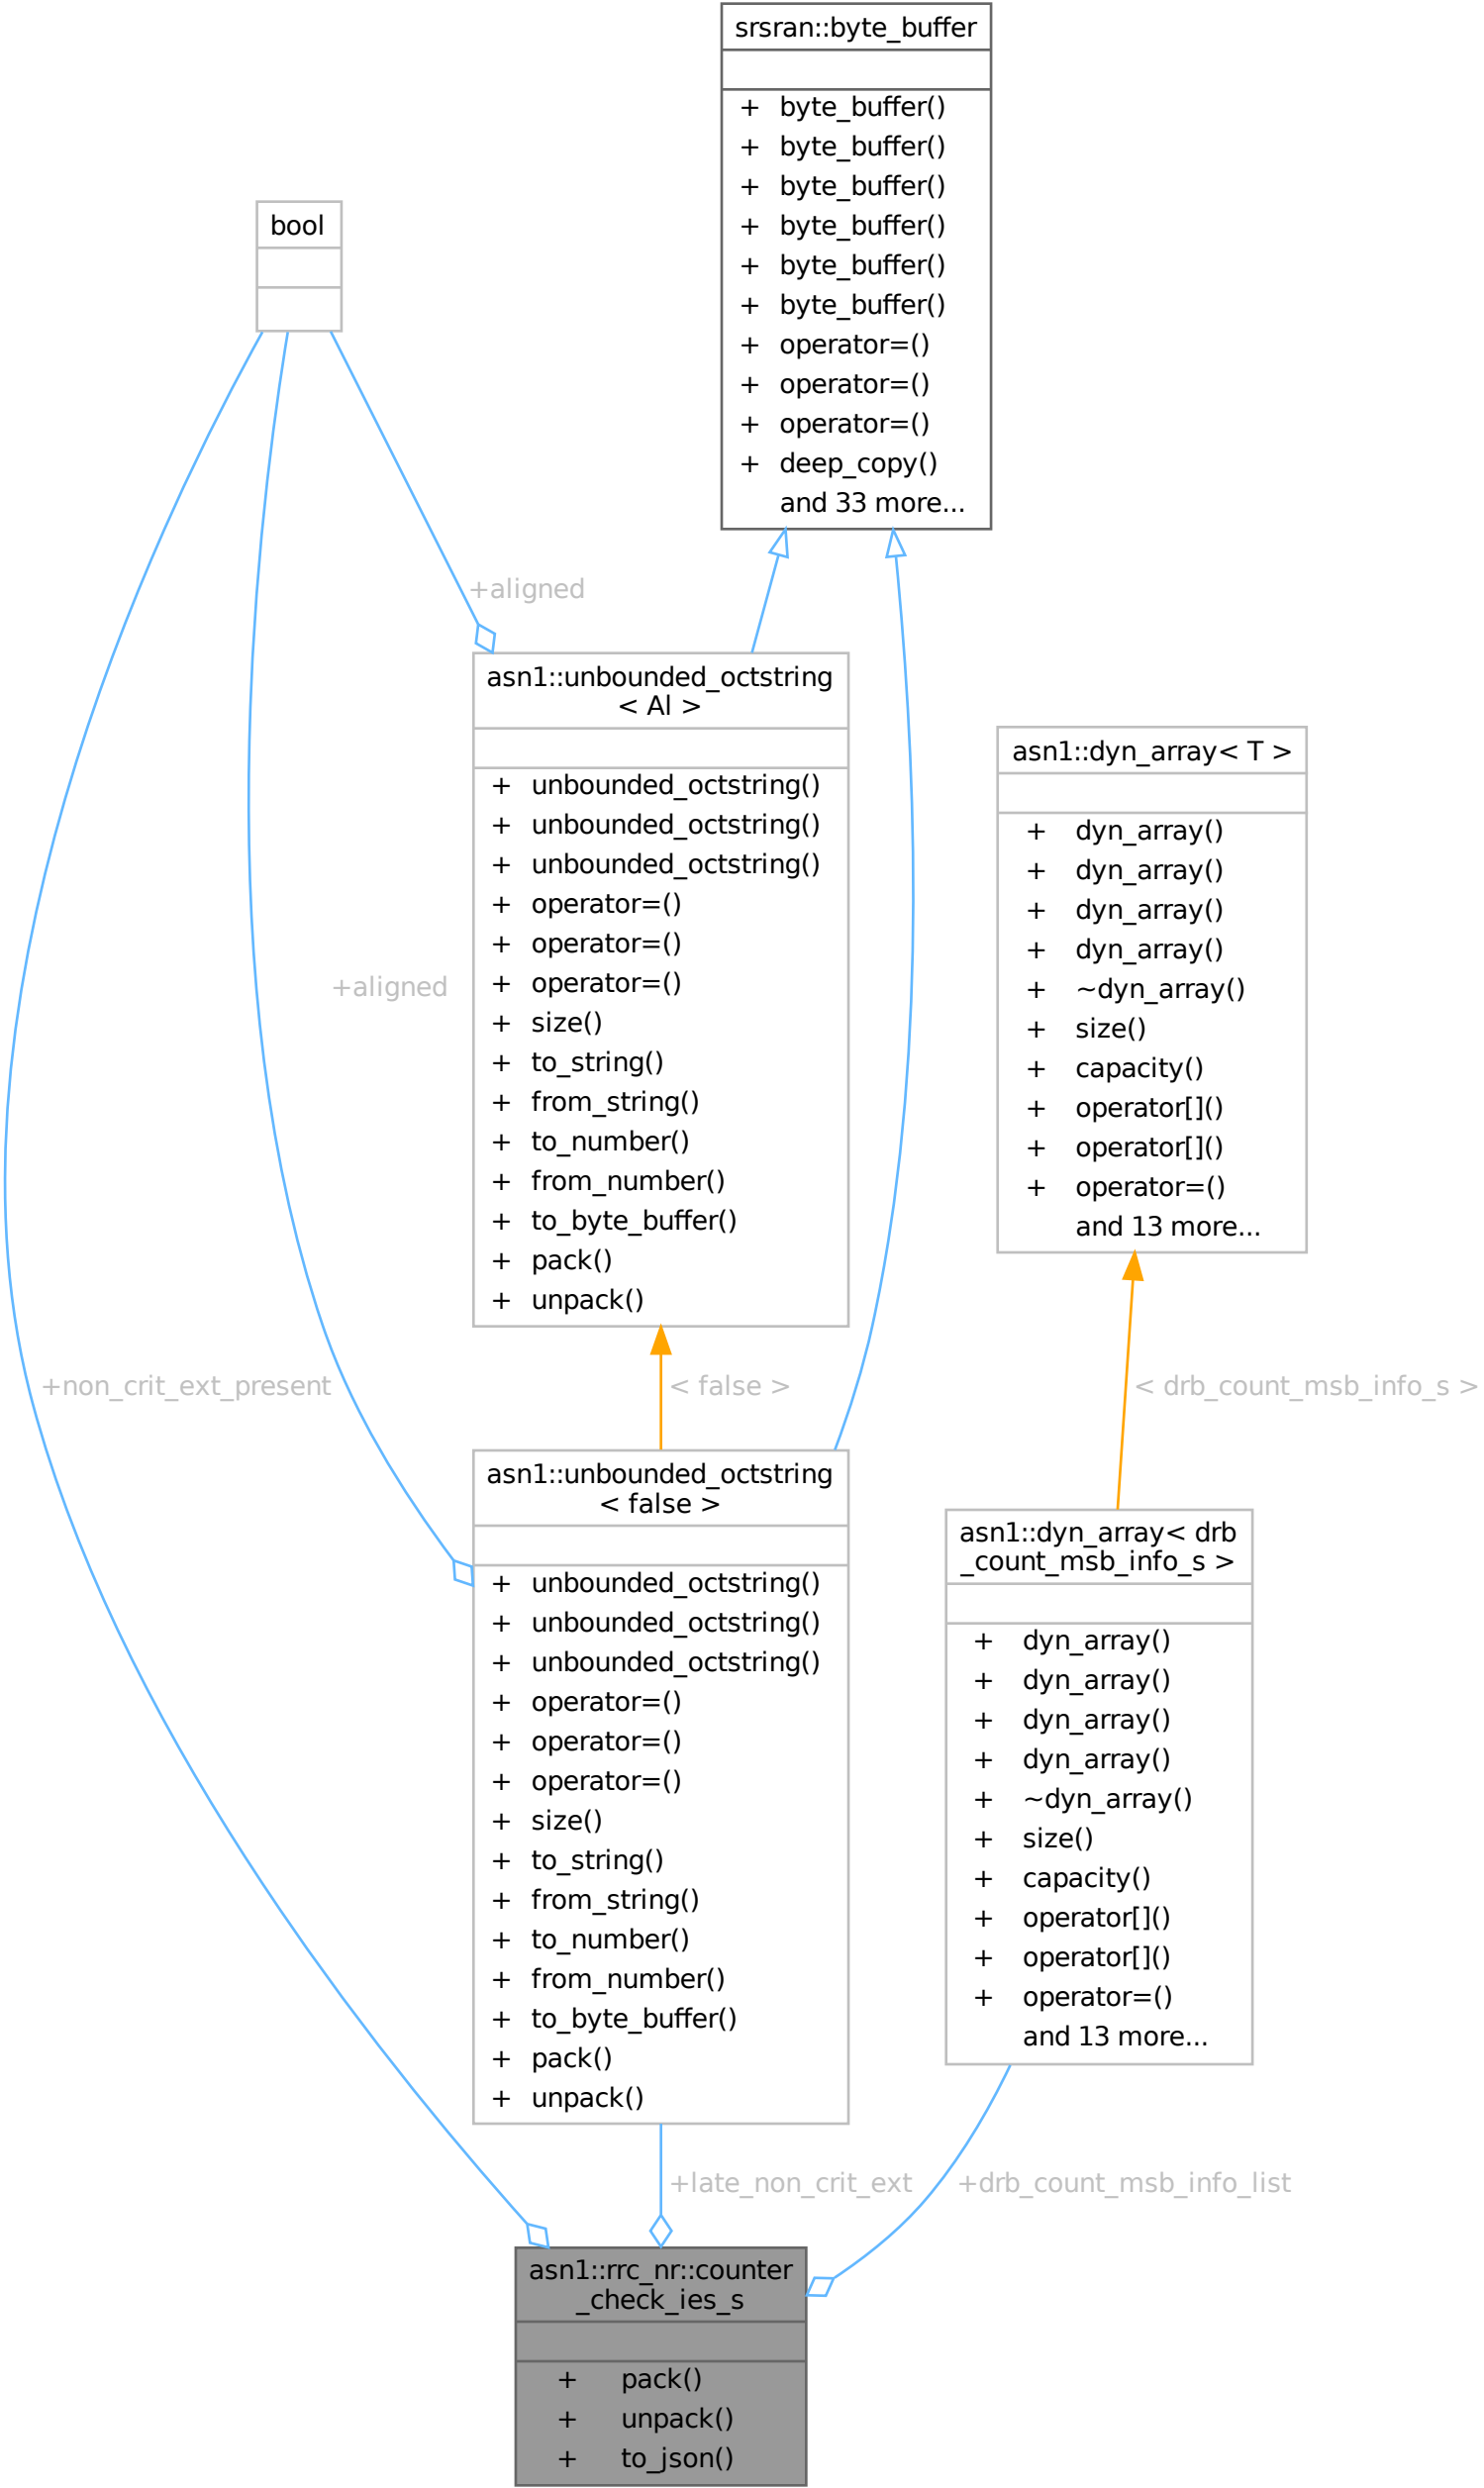 srsran::byte_buffer
+ byte_buffer()
+ byte_buffer()
+ byte_buffer()
+ byte_buffer()
+ byte_buffer()
+ byte_buffer()
+ operator=()
+ operator=()
+ operator=()
+ deep_copy()
and 33 more...
bool
+aligned
asn1::unbounded_octstring
< Al >
+ unbounded_octstring()
+ unbounded_octstring()
+ unbounded_octstring()
+ operator=()
+ operator=()
+ operator=()
+ size()
+ to_string()
+ from_string()
+ to_number()
+ from_number()
+ to_byte_buffer()
+ pack()
+ unpack()
asn1::dyn_array< T >
+ dyn_array()
+ dyn_array()
+ dyn_array()
+ dyn_array()
+ ~dyn_array()
+ size()
+ capacity()
+ operator[]()
+ operator[]()
+ operator=()
and 13 more...
+aligned
+non_crit_ext_present
< false >
< drb_count_msb_info_s >
asn1::unbounded_octstring
< false >
+ unbounded_octstring()
+ unbounded_octstring()
+ unbounded_octstring()
+ operator=()
+ operator=()
+ operator=()
+ size()
+ to_string()
+ from_string()
+ to_number()
+ from_number()
+ to_byte_buffer()
+ pack()
+ unpack()
asn1::dyn_array< drb
_count_msb_info_s >
+ dyn_array()
+ dyn_array()
+ dyn_array()
+ dyn_array()
+ ~dyn_array()
+ size()
+ capacity()
+ operator[]()
+ operator[]()
+ operator=()
and 13 more...
+late_non_crit_ext
+drb_count_msb_info_list
asn1::rrc_nr::counter
_check_ies_s
+ pack()
+ unpack()
+ to_json()